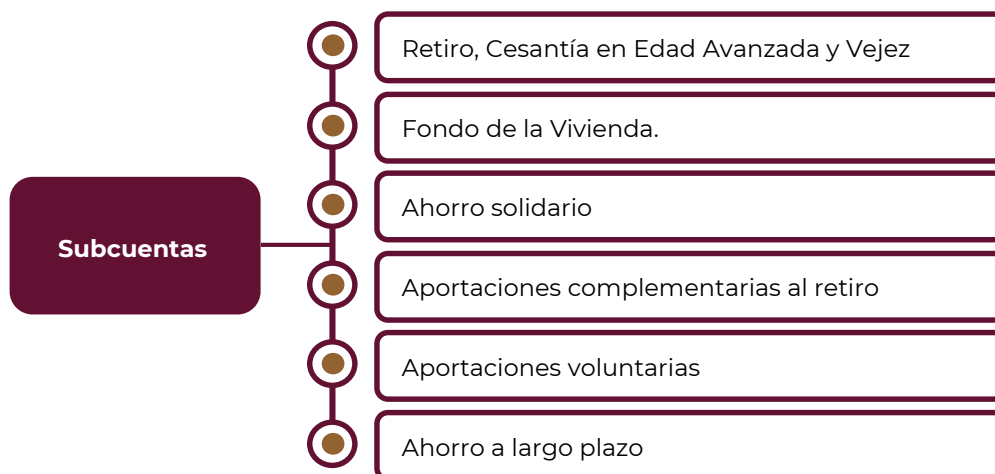 Retiro, Cesantía en Edad Avanzada y Vejez
Fondo de la Vivienda.
Ahorro solidario
Subcuentas
Aportaciones complementarias al retiro
Aportaciones voluntarias
Ahorro a largo plazo